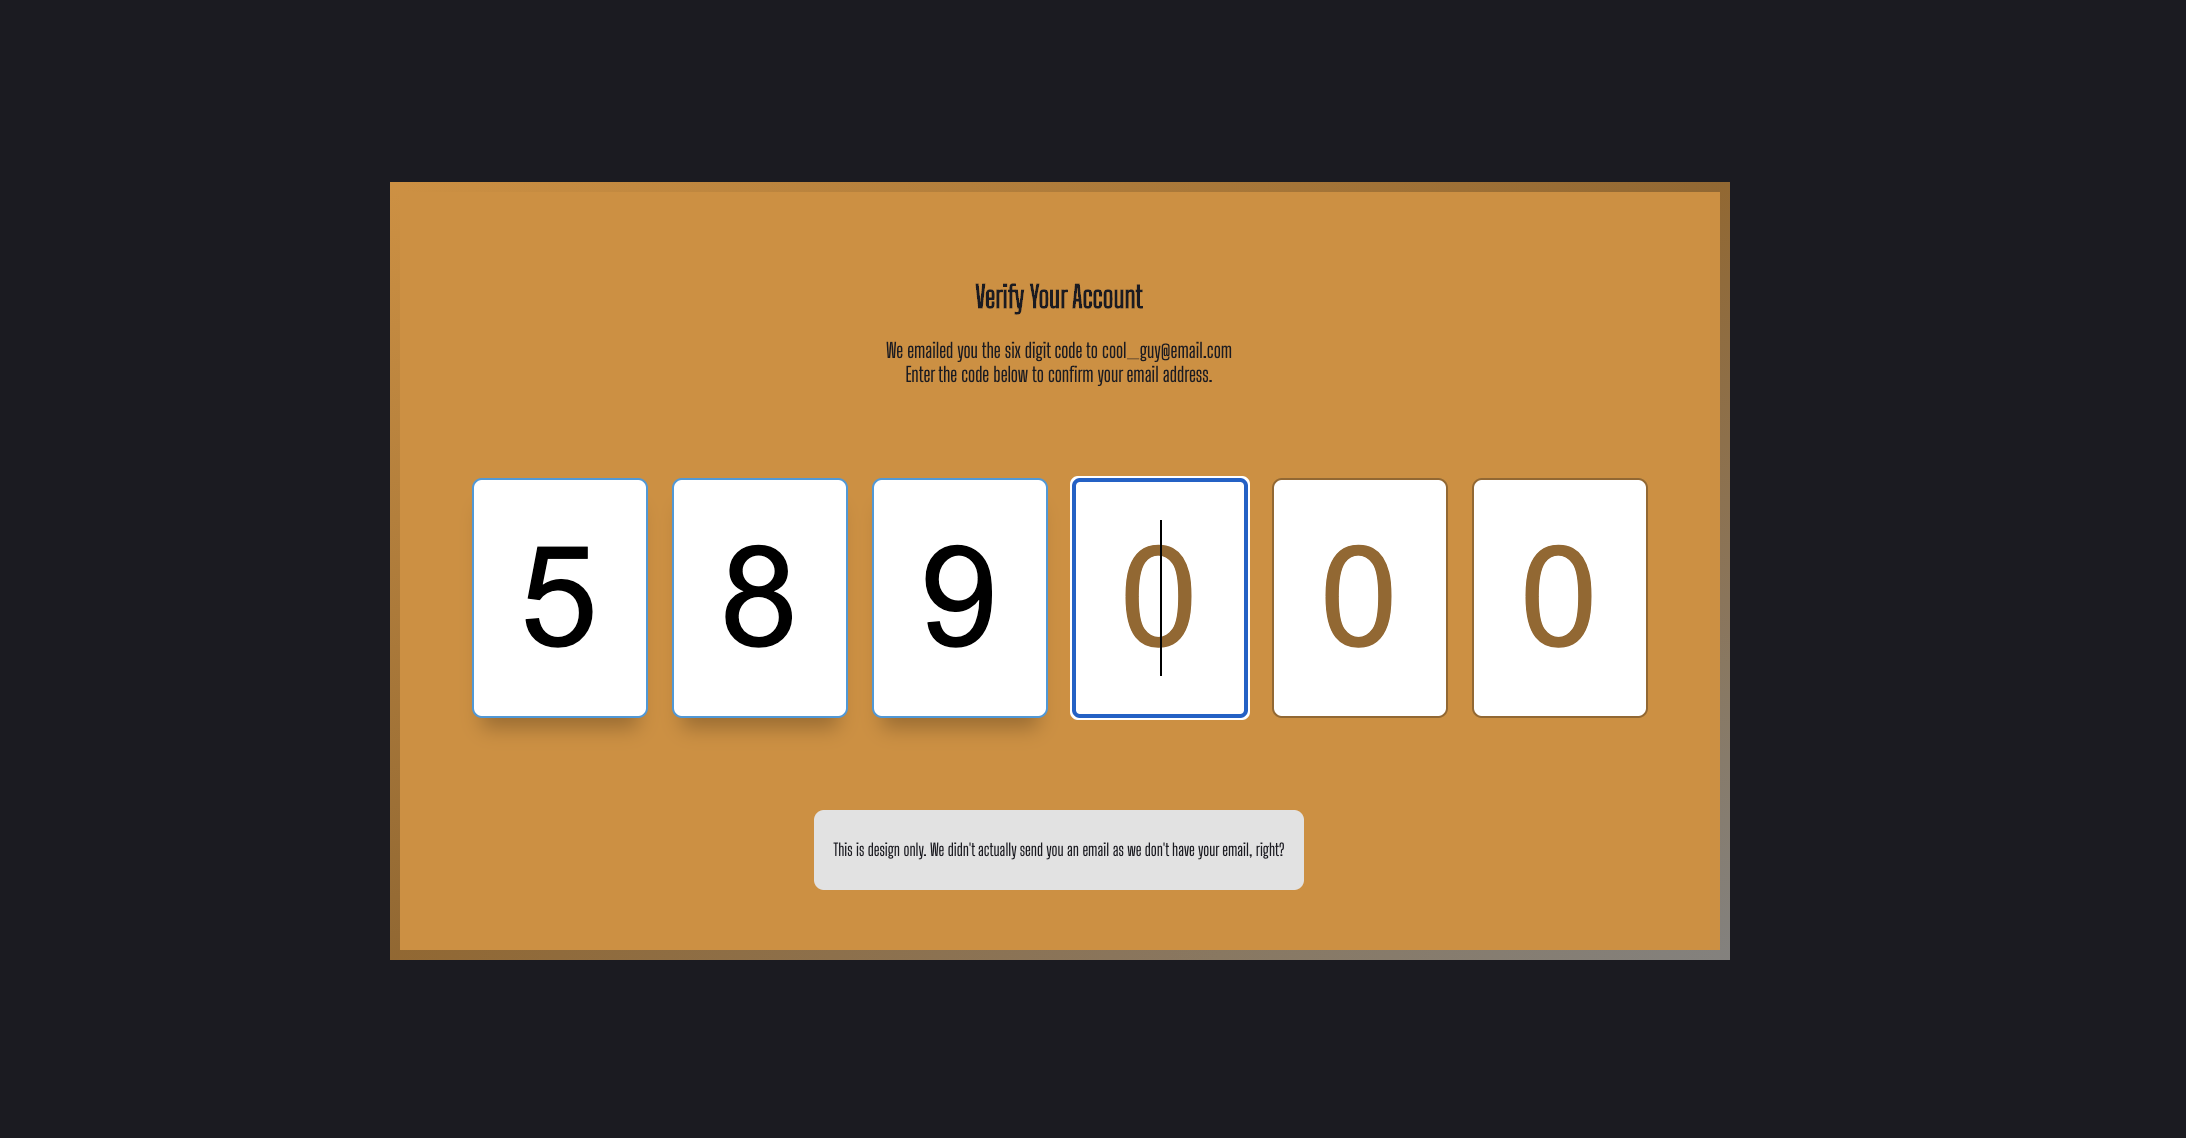 Verify Your Account
We emailed you the six digit code to cool_guy@email.com
Enter the code below to confirm your email address.
5 8 9 0 0 0
This is design only. We didn't actually send you an email as we don't have your email, right?